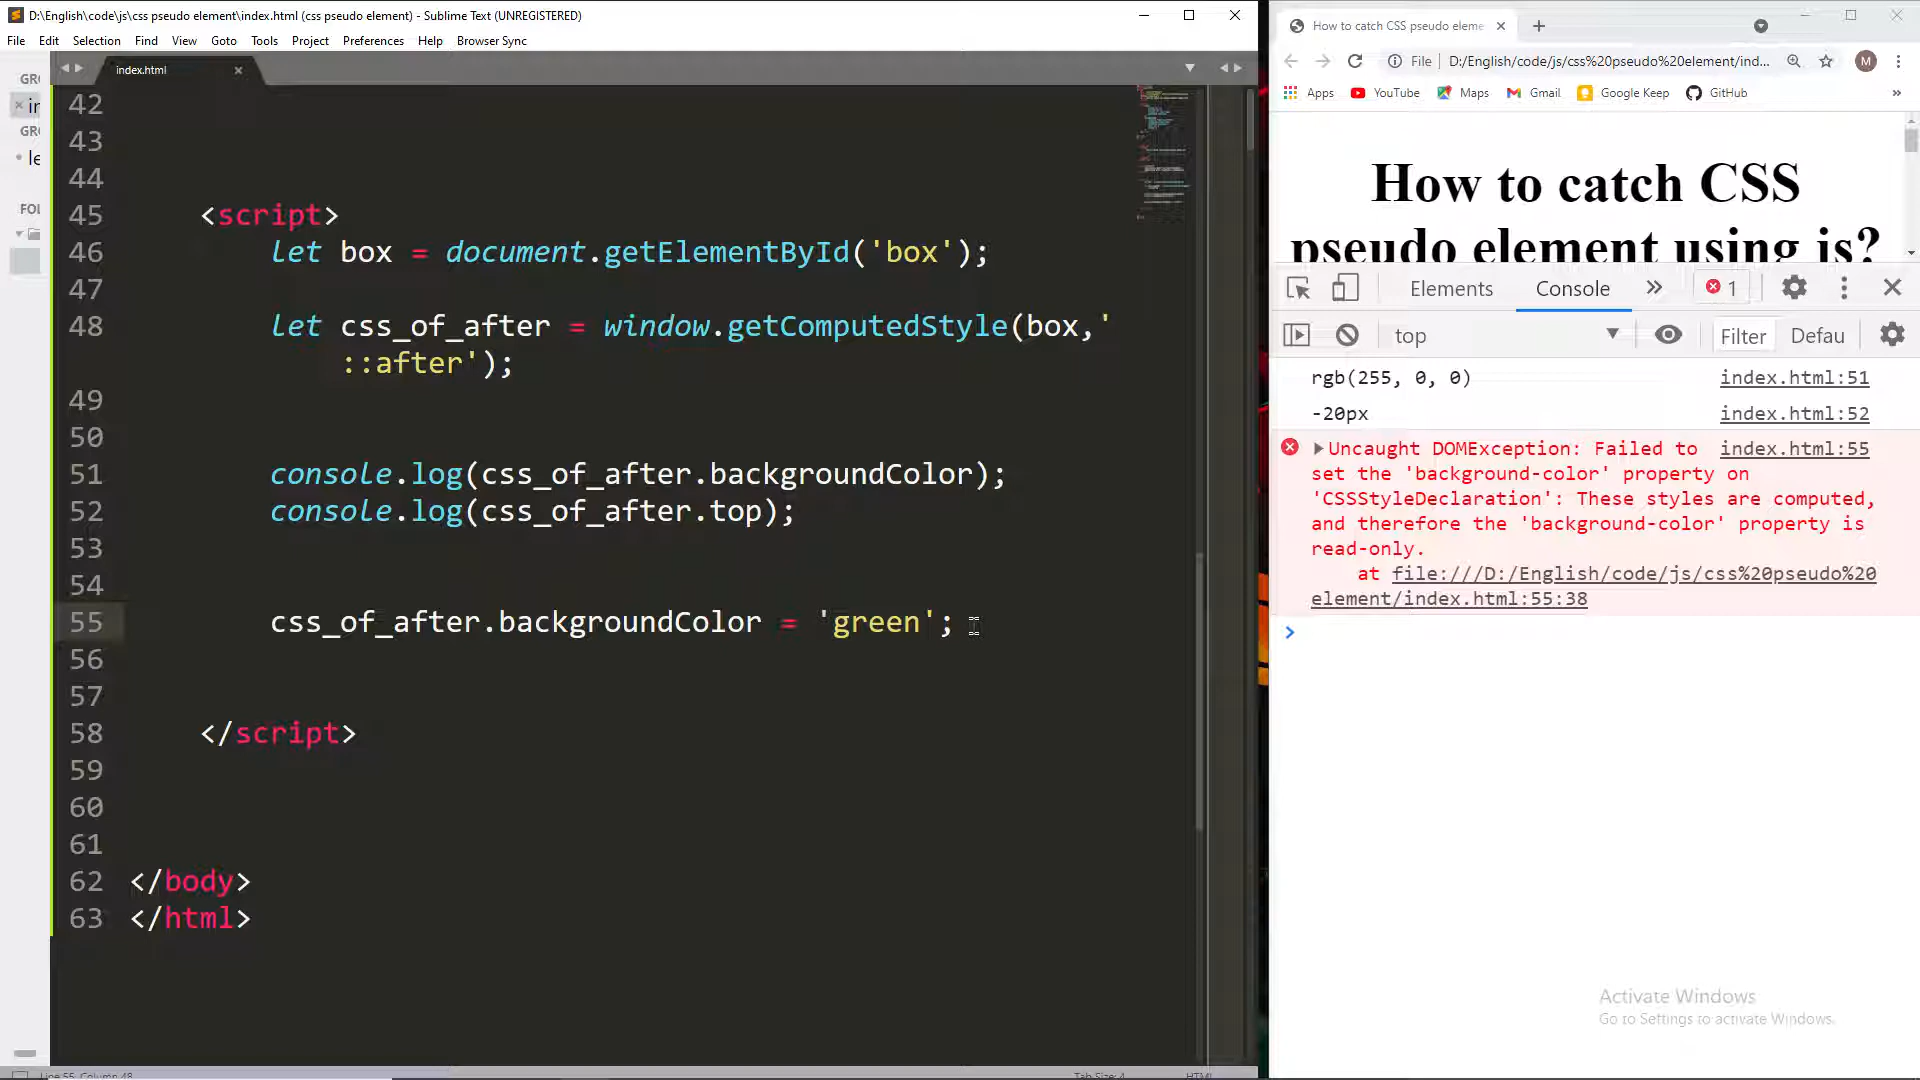 D:\English\code\js\css pseudo element\index.html (css pseudo element) - Sublime Text (UNREGISTERED)
File Edit Selection Find View Goto Tools Project Preferences Help Browser Sync
index.html
42
43
44
45 <script>
46 let box = document.getElementById('box');
47
48 let css_of_after = window.getComputedStyle(box,'
::after');
49
50
51 console.log(css_of_after.backgroundColor);
52 console.log(css_of_after.top);
53
54
55 css_of_after.backgroundColor = 'green';
56
57
58 </script>
59
60
61
62 </body>
63 </html>
Line 55, Column 48
Tab Size: 4
HTML
How to catch CSS pseudo eleme
File D:/English/code/js/css%20pseudo%20element/ind... M
Apps YouTube Maps Gmail Google Keep GitHub »
How to catch CSS
pseudo element using js?
Elements Console » 1
top Filter Defau
rgb(255, 0, 0) index.html:51
-20px index.html:52
Uncaught DOMException: Failed to index.html:55
set the 'background-color' property on
'CSSStyleDeclaration': These styles are computed,
and therefore the 'background-color' property is
read-only.
at file:///D:/English/code/js/css%20pseudo%20
element/index.html:55:38
Activate Windows
Go to Settings to activate Windows.